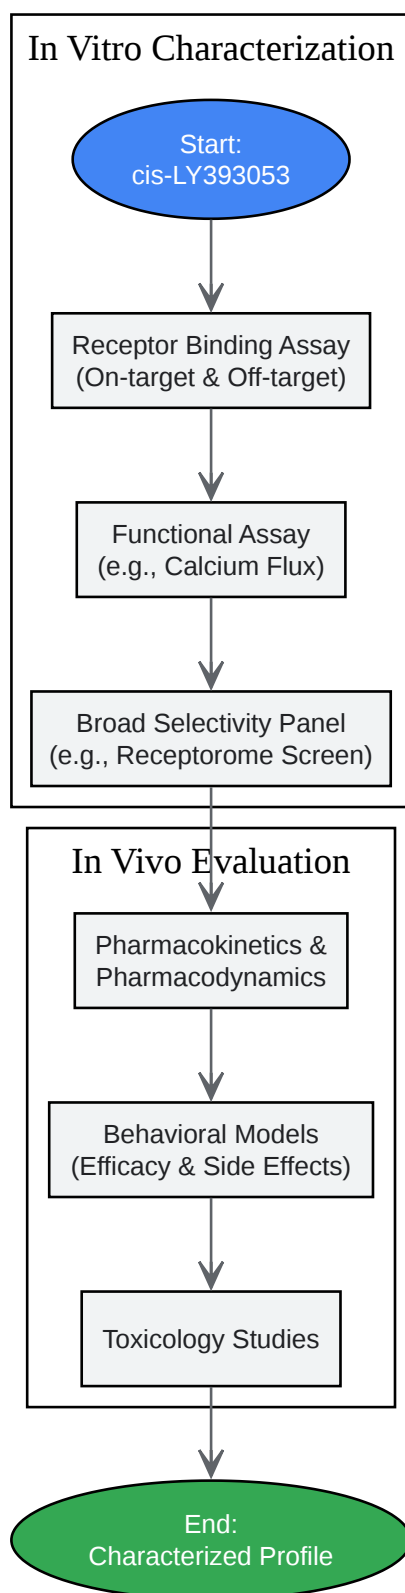 In Vitro Characterization
Start:
cis-LY393053
Receptor Binding Assay
(On-target & Off-target)
Functional Assay
(e.g., Calcium Flux)
Broad Selectivity Panel
(e.g., Receptorome Screen)
In Vivo Evaluation
Pharmacokinetics &
Pharmacodynamics
Behavioral Models
(Efficacy & Side Effects)
Toxicology Studies
End:
Characterized Profile